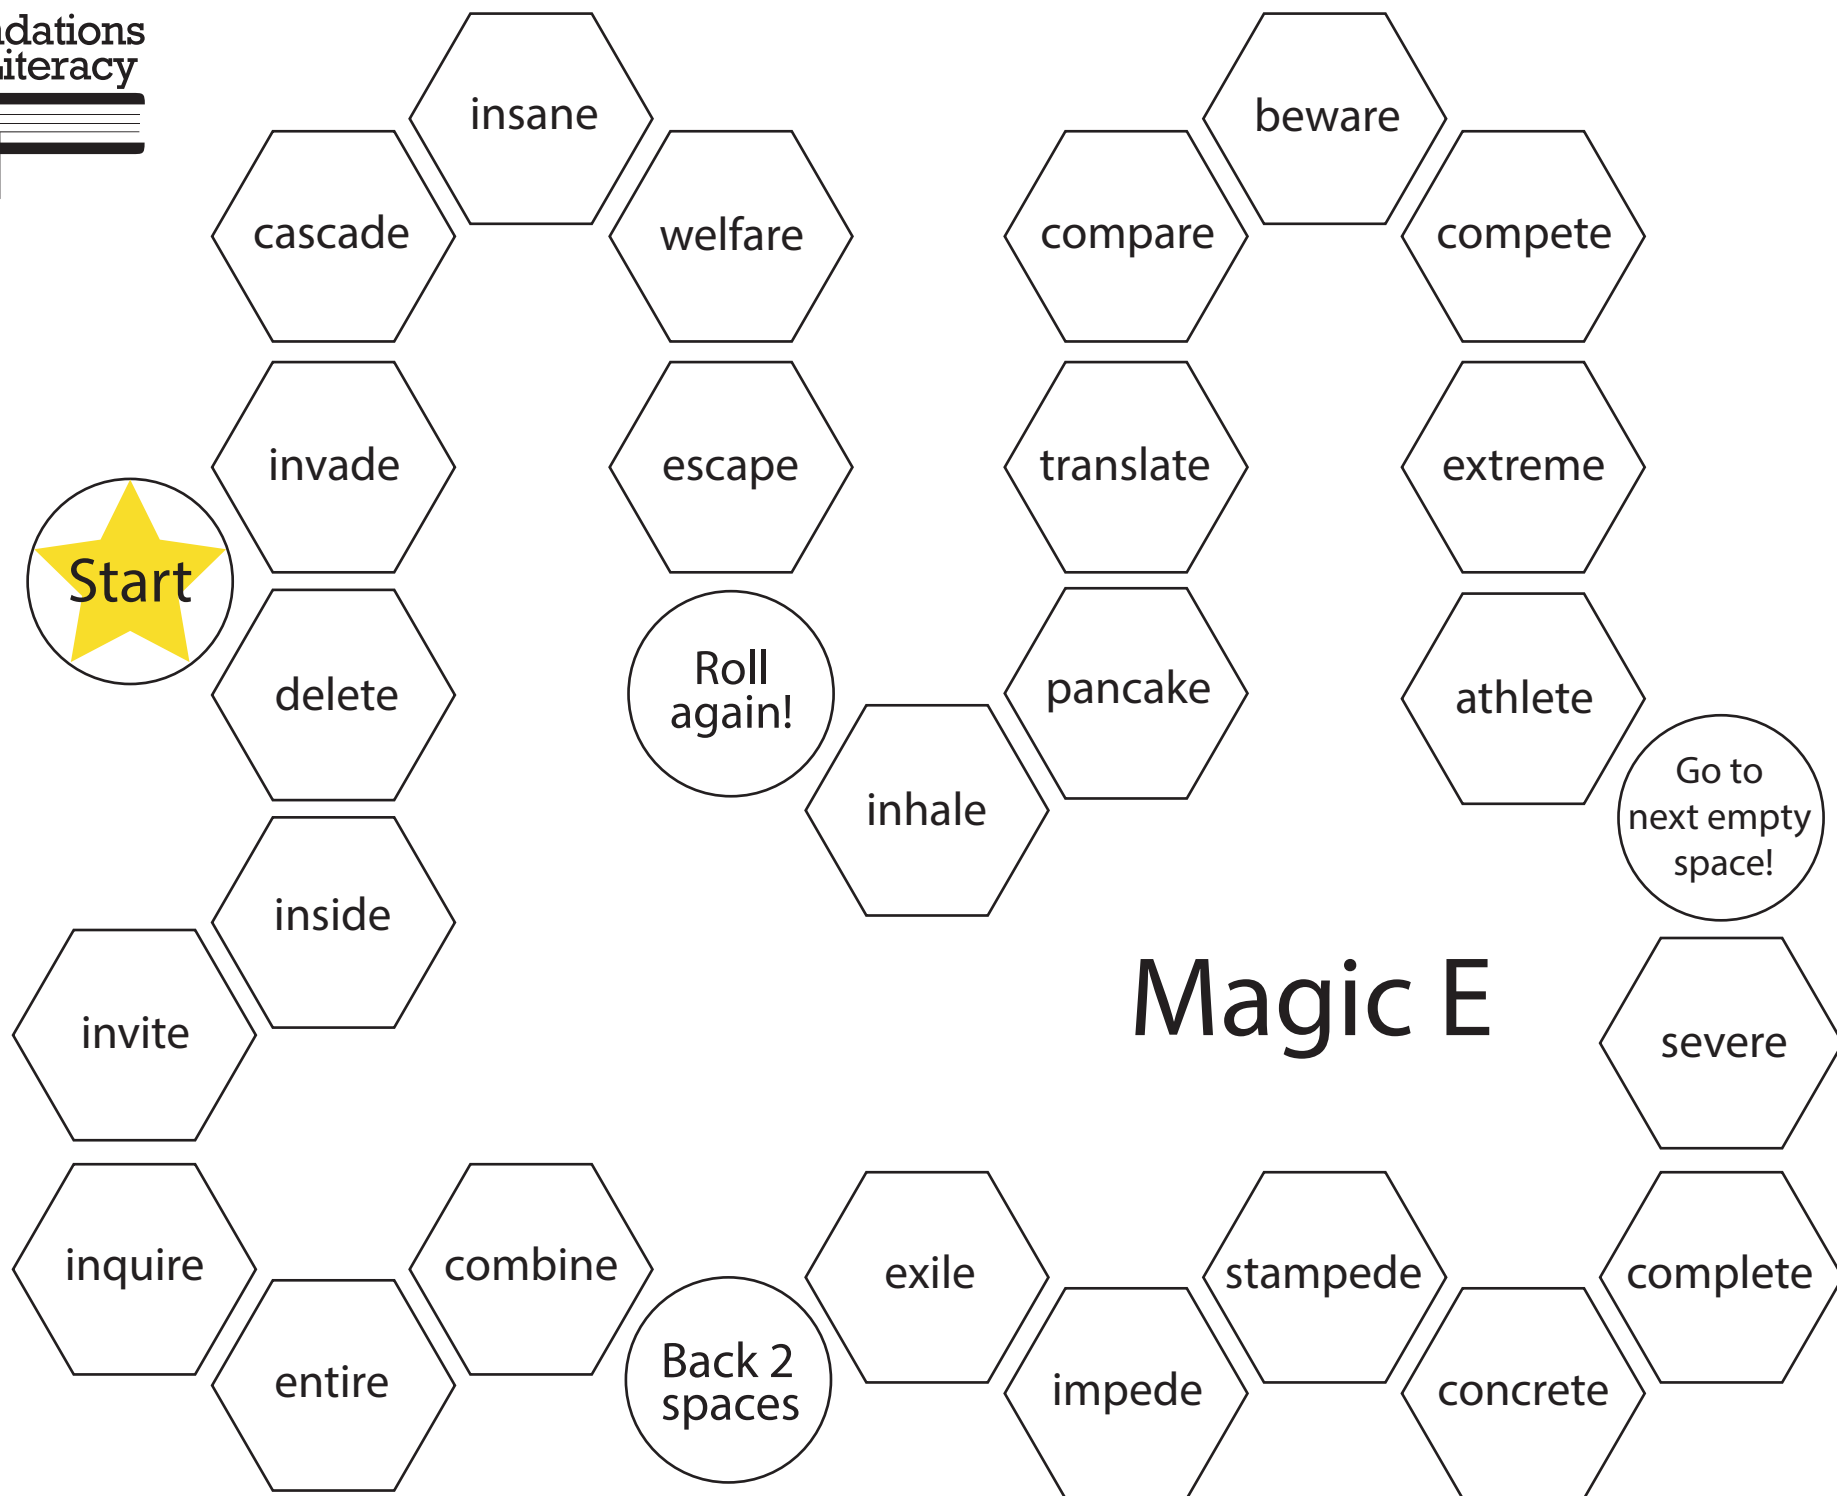 dations
iteracy
insane
beware
cascade
welfare
compare
compete
invade
escape
translate
extreme
Start
delete
Roll
again!
pancake
athlete
inhale
Go to
next empty
space!
inside
invite
Magic E
severe
inquire
combine
exile
stampede
complete
entire
Back 2
spaces
impede
concrete